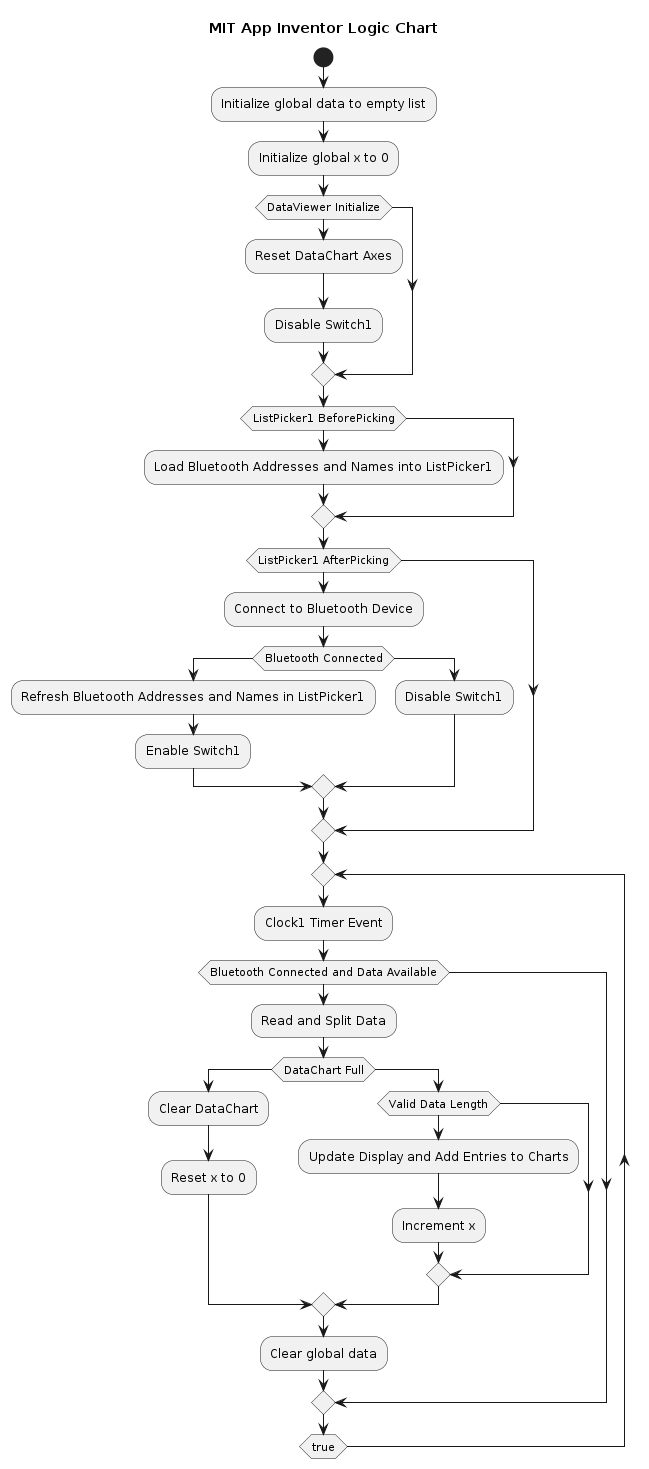 MIT App Inventor Logic Chart
Initialize global data to empty list
Initialize global x to 0
DataViewer Initialize
Reset DataChart Axes
Disable Switch1
ListPicker1 BeforePicking
Load Bluetooth Addresses and Names into ListPicker1
ListPicker1 AfterPicking
Connect to Bluetooth Device
Bluetooth Connected
Refresh Bluetooth Addresses and Names in ListPicker1
Disable Switch1
Enable Switch1
Clock1 Timer Event
Bluetooth Connected and Data Available
Read and Split Data
DataChart Full
Clear DataChart
Valid Data Length
Update Display and Add Entries to Charts
Reset x to 0
Increment x
Clear global data
true